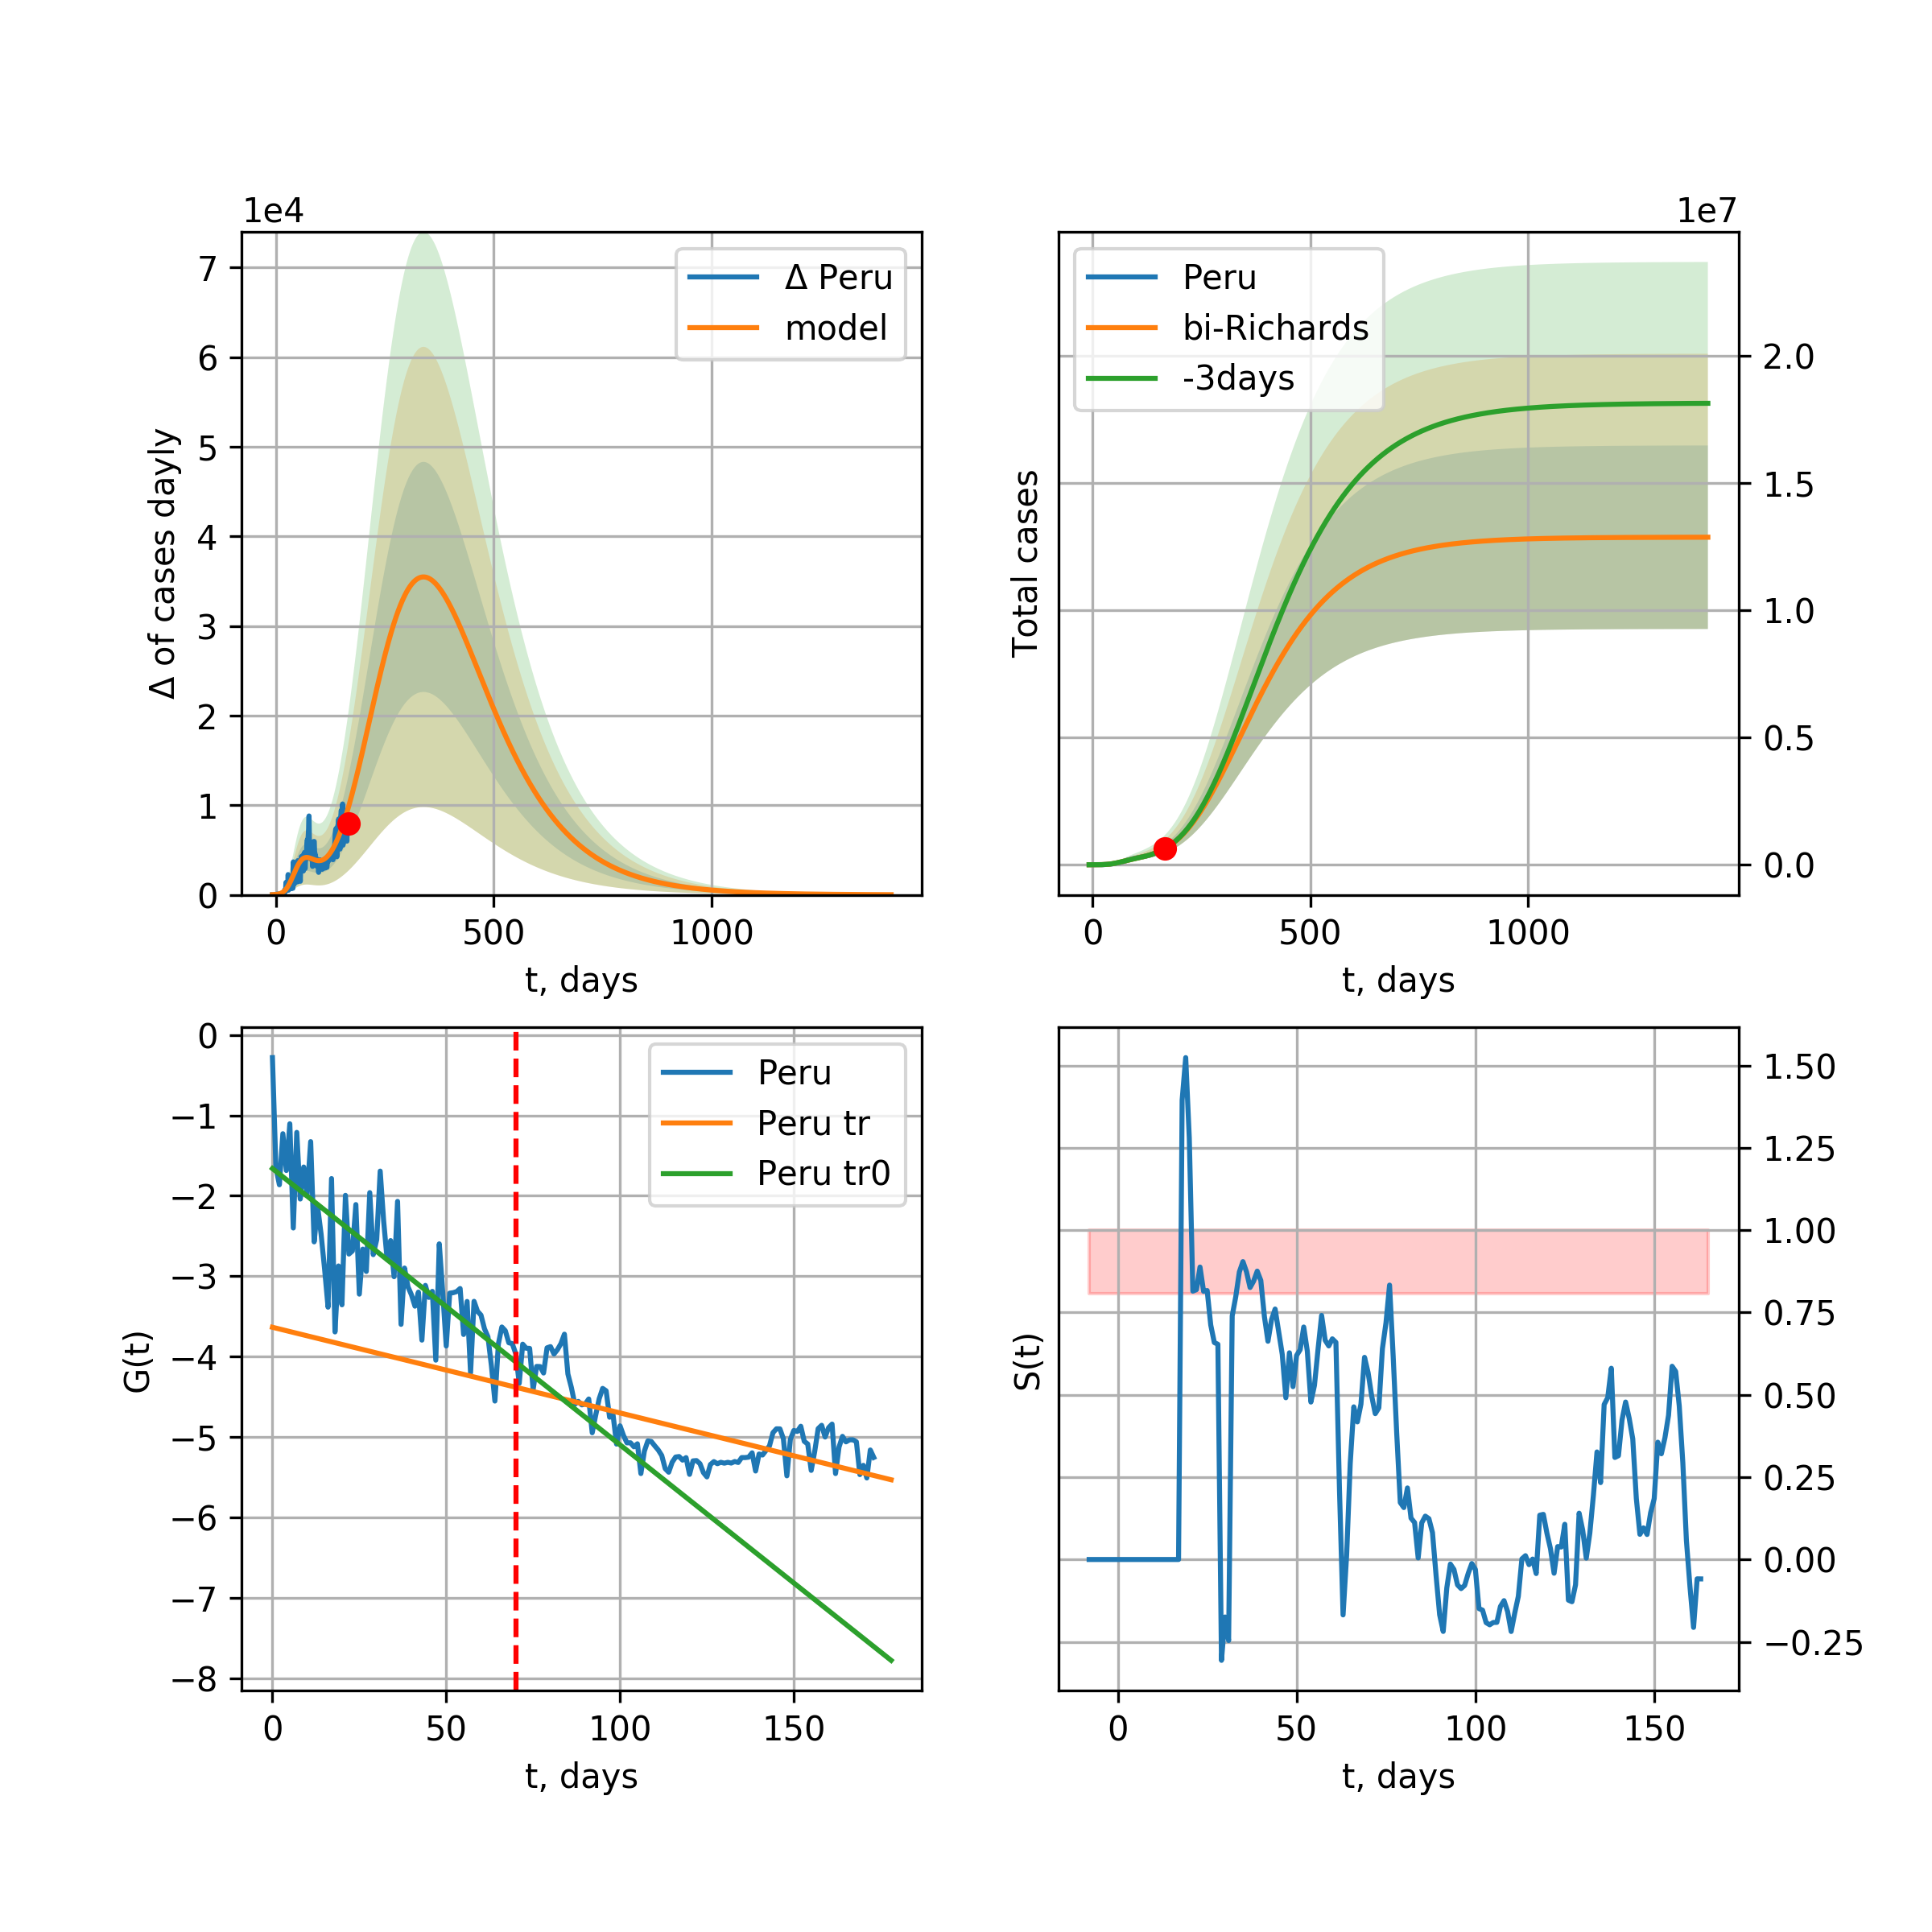 1e4
Δ Peru
model
7
6
5
4
3
2
1
0
Δ of cases dayly
0
500
1000
t, days
1e7
Peru
bi-Richards
-3days
2.0
1.5
1.0
0.5
0.0
Total cases
0
500
1000
t, days
Peru
Peru tr
Peru tr0
0
−1
−2
−3
−4
−5
−6
−7
−8
G(t)
0
50
100
150
t, days
1.50
1.25
1.00
0.75
0.50
0.25
0.00
−0.25
S(t)
0
50
100
150
t, days